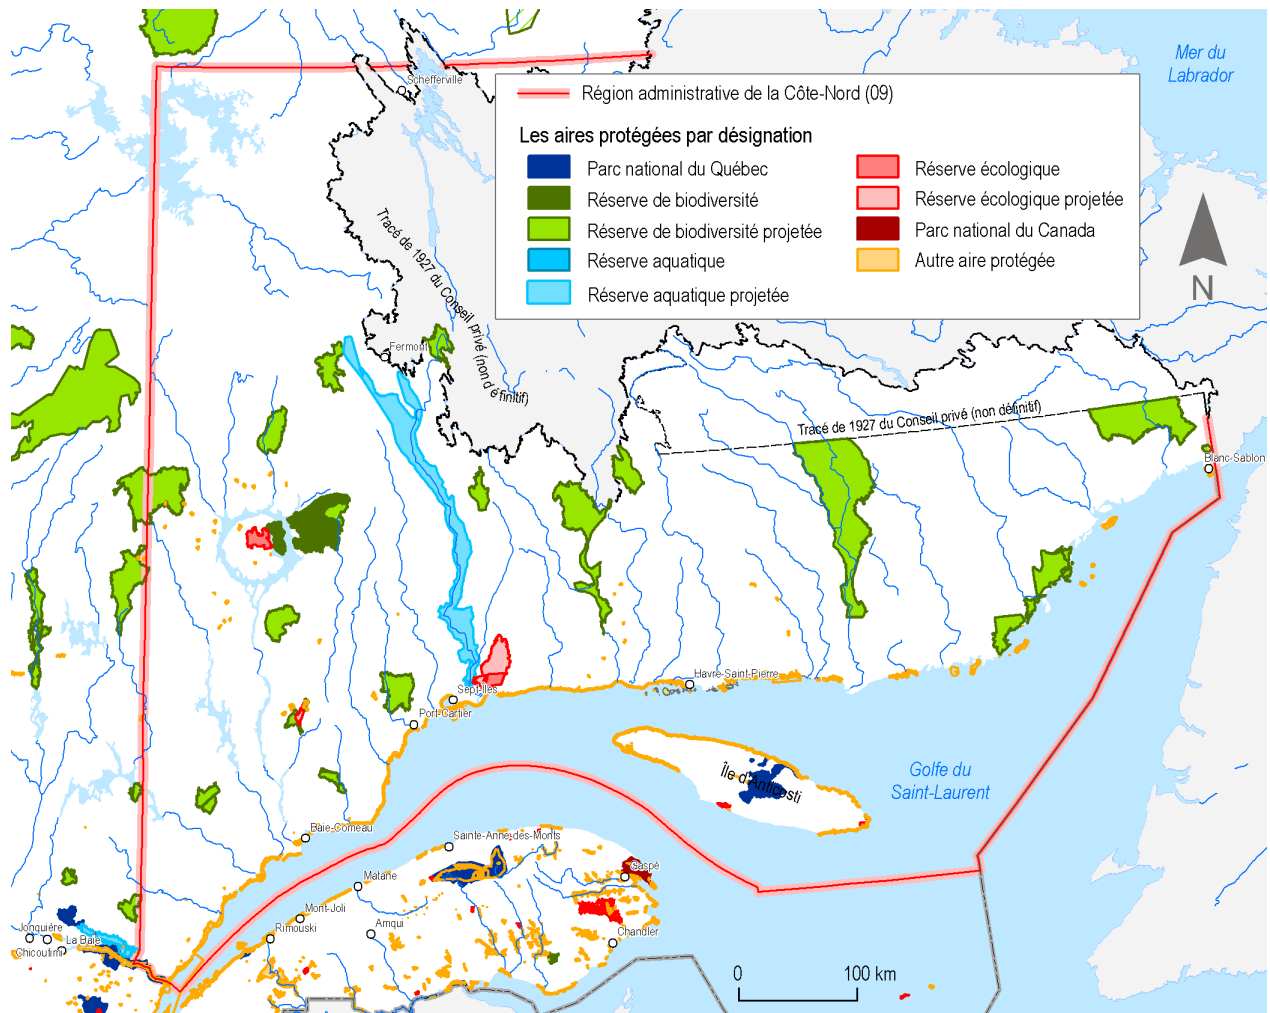 Mer du
Labrador
Schefferville
Région administrative de la Côte-Nord (09)
Les aires protégées par désignation
Parc national du Québec
Réserve de biodiversité
Réserve de biodiversité projetée
Réserve aquatique
Réserve aquatique projetée
Réserve écologique
Réserve écologique projetée
Parc national du Canada
Autre aire protégée
N
Tracé de 1927 du Conseil privé (non définitif)
Fermont
Tracé de 1927 du Conseil privé (non définitif)
Blanc-Sablon
Havre-Saint-Pierre
Sept-Îles
Port-Cartier
Île d'Anticosti
Golfe du
Saint-Laurent
Baie-Comeau
Sainte-Anne-des-Monts
Gaspé
Matane
Mont-Joli
Rimouski
Amqui
Chandler
Jonquière
La Baie
Chicoutimi
0
100 km